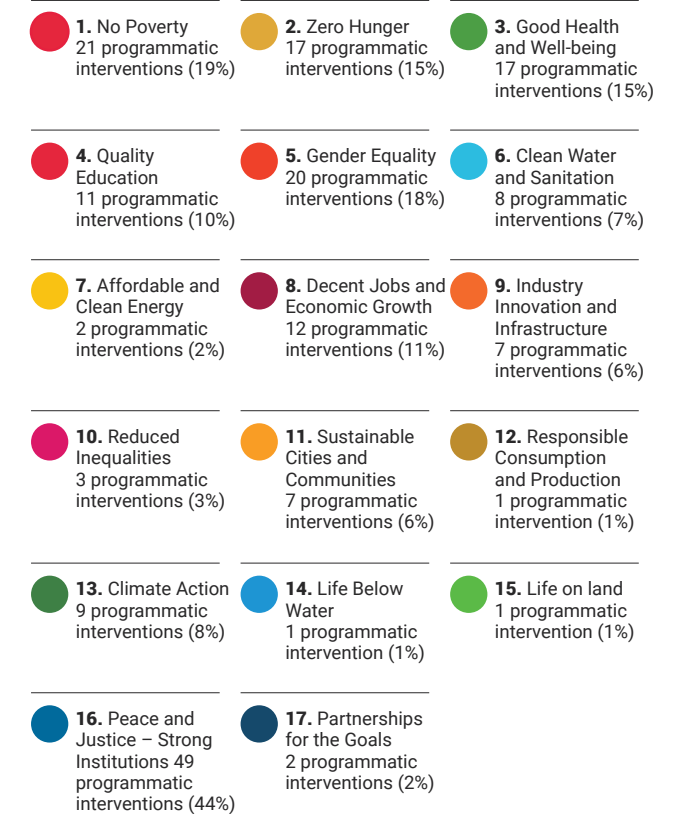 1. No Poverty
21 programmatic
interventions (19%)
2. Zero Hunger
17 programmatic
interventions (15%)
3. Good Health
and Well-being
17 programmatic
interventions (15%)
4. Quality
Education
11 programmatic
interventions (10%)
5. Gender Equality
20 programmatic
interventions (18%)
6. Clean Water
and Sanitation
8 programmatic
interventions (7%)
7. Affordable and
Clean Energy
2 programmatic
interventions (2%)
8. Decent Jobs and
Economic Growth
12 programmatic
interventions (11%)
9. Industry
Innovation and
Infrastructure
7 programmatic
interventions (6%)
10. Reduced
Inequalities
3 programmatic
interventions (3%)
11. Sustainable
Cities and
Communities
7 programmatic
interventions (6%)
12. Responsible
Consumption
and Production
1 programmatic
intervention (1%)
13. Climate Action
9 programmatic
interventions (8%)
14. Life Below
Water
1 programmatic
intervention (1%)
15. Life on land
1 programmatic
intervention (1%)
16. Peace and
Justice – Strong
Institutions 49
programmatic
interventions (44%)
17. Partnerships
for the Goals
2 programmatic
interventions (2%)